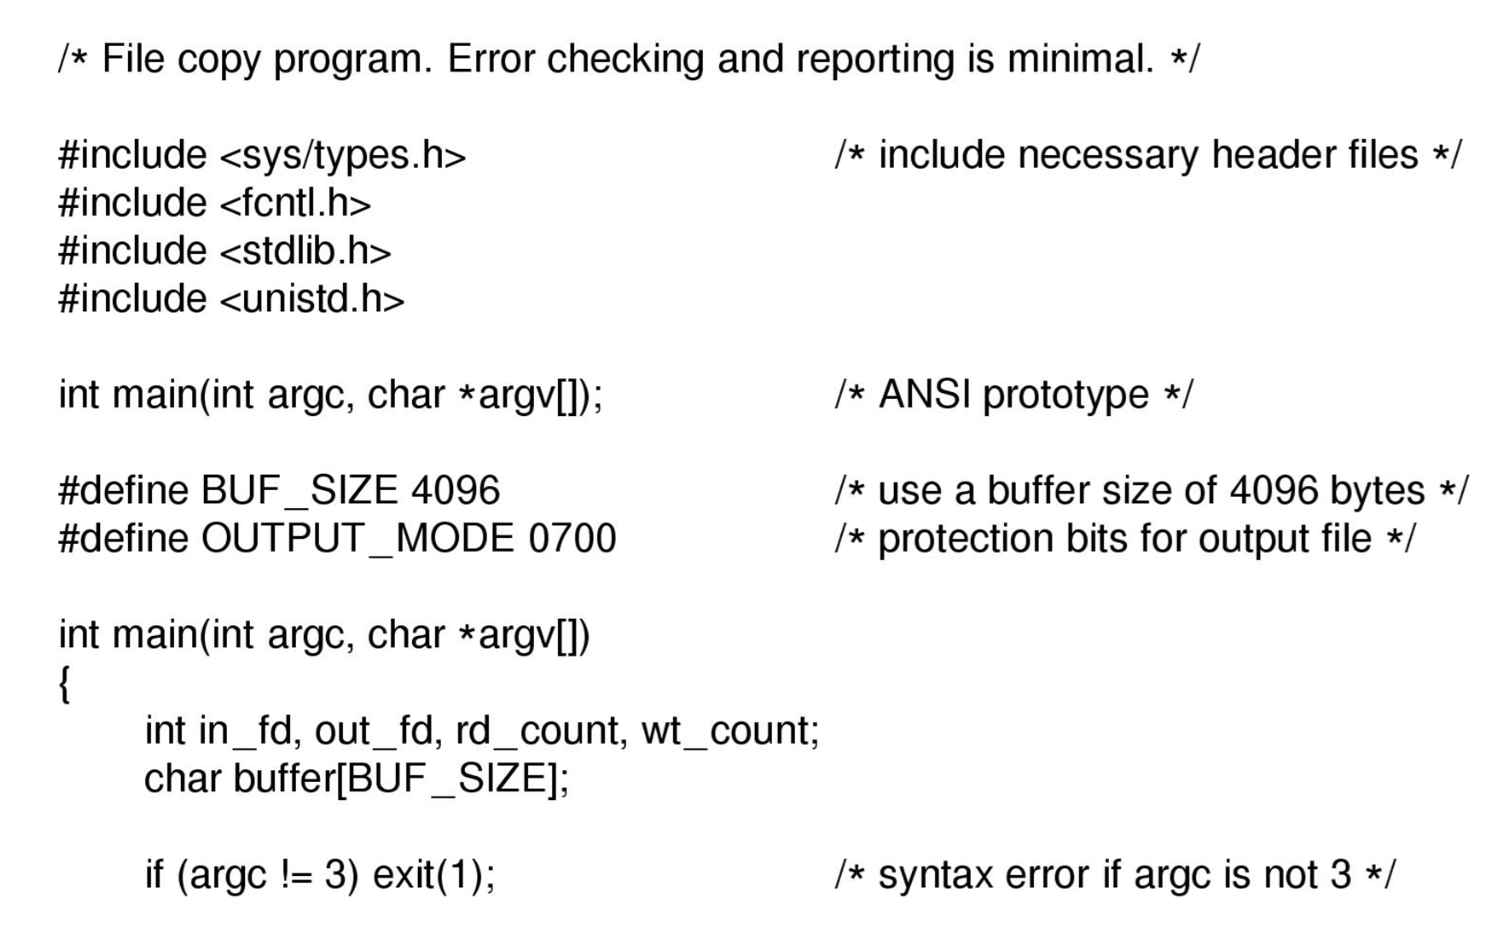 /* File copy program. Error checking and reporting is minimal. */
#include <sys/types.h> /* include necessary header files */
#include <fcntl.h>
#include <stdlib.h>
#include <unistd.h>
int main(int argc, char *argv[]); /* ANSI prototype */
#define BUF_SIZE 4096 /* use a buffer size of 4096 bytes */
#define OUTPUT_MODE 0700 /* protection bits for output file */
int main(int argc, char *argv[])
{
int in_fd, out_fd, rd_count, wt_count;
char buffer[BUF_SIZE];
if (argc != 3) exit(1); /* syntax error if argc is not 3 */